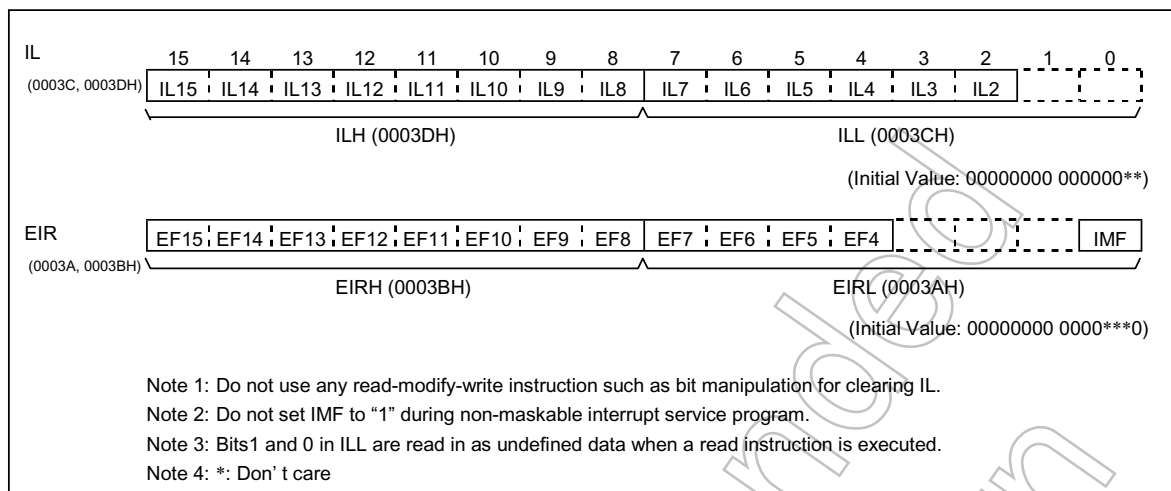 IL
15 14 13 12 11 10 9 8 7 6 5 4 3 2 1 0
(0003C, 0003DH)
IL15 IL14 IL13 IL12 IL11 IL10 IL9 IL8 IL7 IL6 IL5 IL4 IL3 IL2
ILH (0003DH) ILL (0003CH)
(Initial Value: 00000000 000000**)
EIR
EF15 EF14 EF13 EF12 EF11 EF10 EF9 EF8 EF7 EF6 EF5 EF4 IMF
(0003A, 0003BH)
EIRH (0003BH) EIRL (0003AH)
(Initial Value: 00000000 0000***0)
Note 1: Do not use any read-modify-write instruction such as bit manipulation for clearing IL.
Note 2: Do not set IMF to “1” during non-maskable interrupt service program.
Note 3: Bits1 and 0 in ILL are read in as undefined data when a read instruction is executed.
Note 4: *: Don’ t care